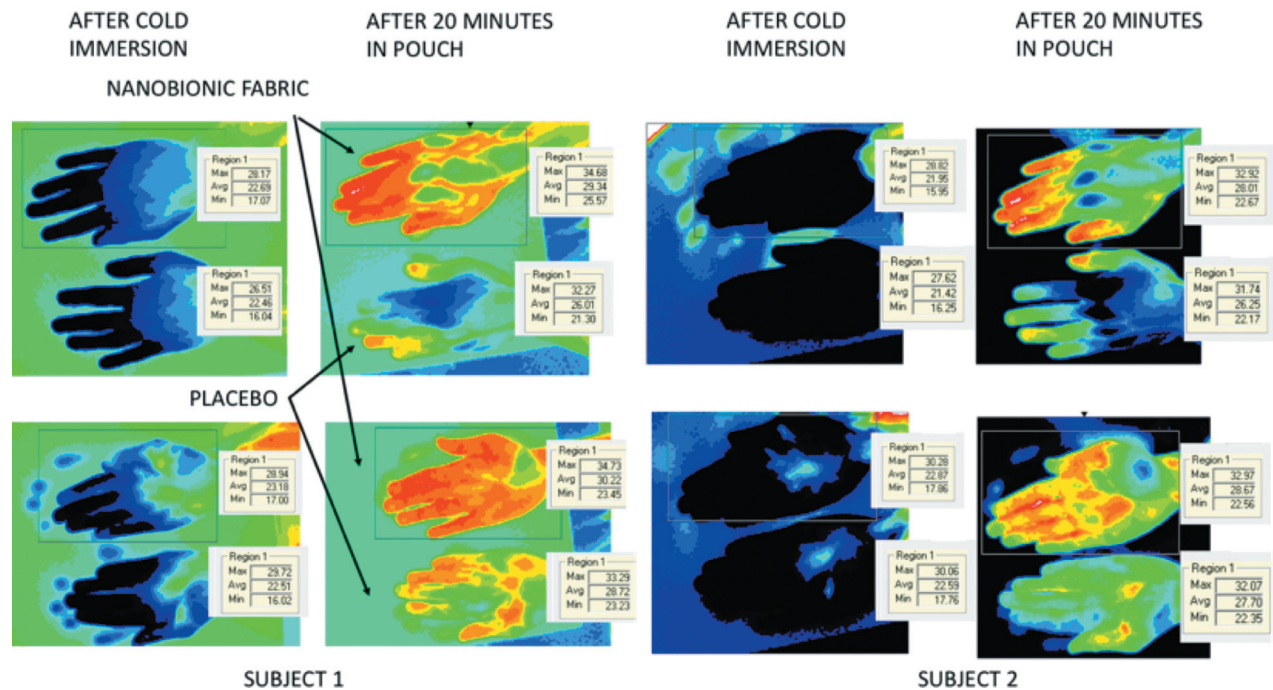 AFTER COLD
IMMERSION
AFTER 20 MINUTES
IN POUCH
AFTER COLD
IMMERSION
AFTER 20 MINUTES
IN POUCH
NANOBIONIC FABRIC
Region 1
Max 28.17
Avg 22.69
Min 17.07
Region 1
Max 34.68
Avg 29.34
Min 25.57
Region 1
Max 28.82
Avg 21.95
Min 15.95
Region 1
Max 32.92
Avg 28.01
Min 22.67
Region 1
Max 26.51
Avg 22.46
Min 16.04
Region 1
Max 32.27
Avg 26.01
Min 21.30
Region 1
Max 27.62
Avg 21.42
Min 16.25
Region 1
Max 31.74
Avg 26.25
Min 22.17
PLACEBO
Region 1
Max 28.94
Avg 23.18
Min 17.00
Region 1
Max 34.73
Avg 30.22
Min 23.45
Region 1
Max 30.28
Avg 22.87
Min 17.86
Region 1
Max 32.97
Avg 28.67
Min 22.56
Region 1
Max 29.72
Avg 22.51
Min 16.02
Region 1
Max 33.29
Avg 28.72
Min 23.23
Region 1
Max 30.06
Avg 22.59
Min 17.76
Region 1
Max 32.07
Avg 27.70
Min 22.35
SUBJECT 1
SUBJECT 2